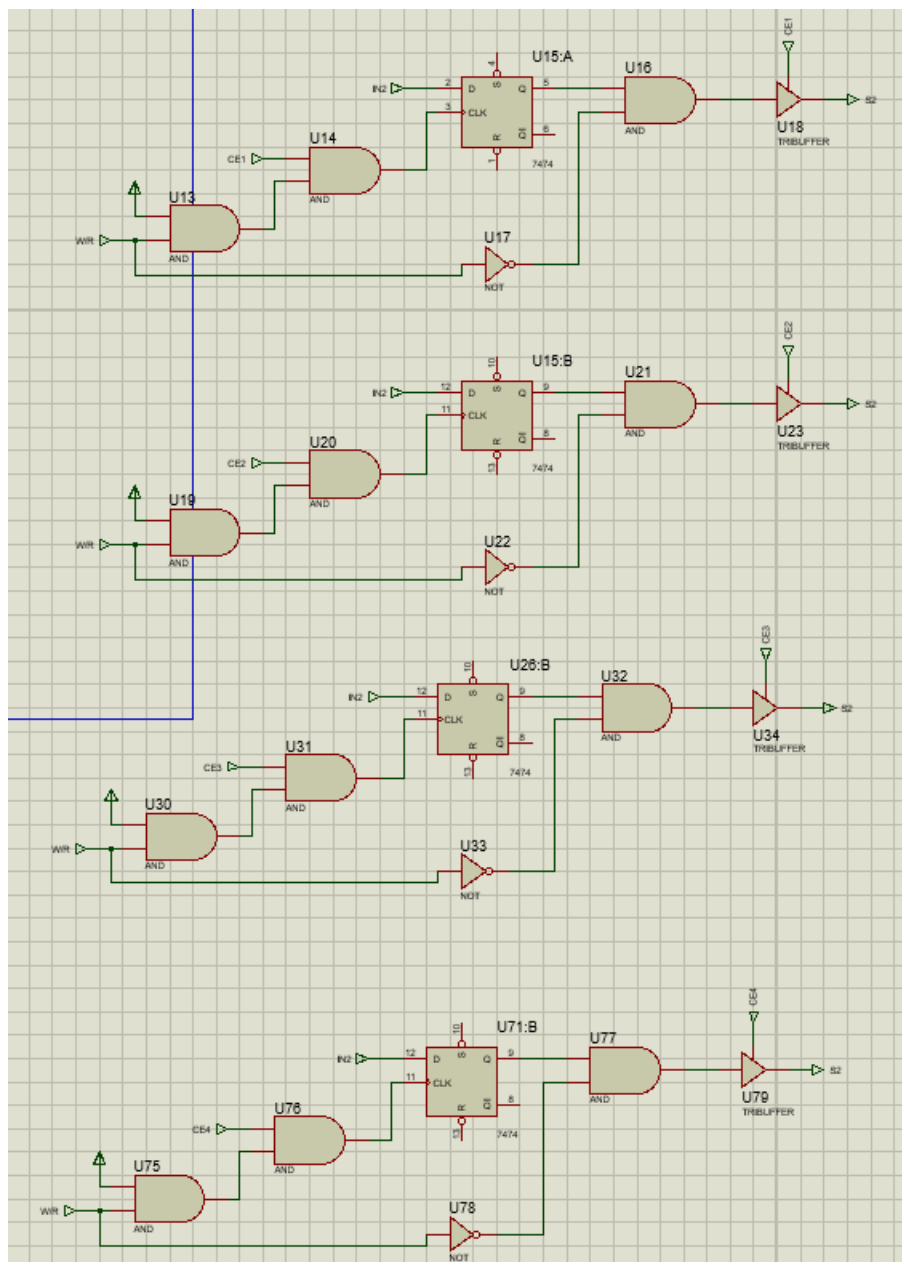 CE1
U15:A
U16
4
IN2
2
D
S
Q
5
S2
3
CLK
U14
AND
U18
TRIBUFFER
R
Q̅
6
CE1
1
7474
AND
U13
W/R
AND
U17
NOT
CE2
U15:B
U21
10
IN2
12
D
S
Q
9
S2
11
CLK
U20
AND
U23
TRIBUFFER
R
Q̅
8
CE2
13
7474
AND
U19
W/R
AND
U22
NOT
CE3
U26:B
U32
10
IN2
12
D
S
Q
9
S2
11
CLK
U31
AND
U34
TRIBUFFER
R
Q̅
8
CE3
13
7474
AND
U30
W/R
AND
U33
NOT
CE4
U71:B
U77
10
IN2
12
D
S
Q
9
S2
11
CLK
U76
AND
U79
TRIBUFFER
R
Q̅
8
CE4
13
7474
AND
U75
W/R
AND
U78
NOT